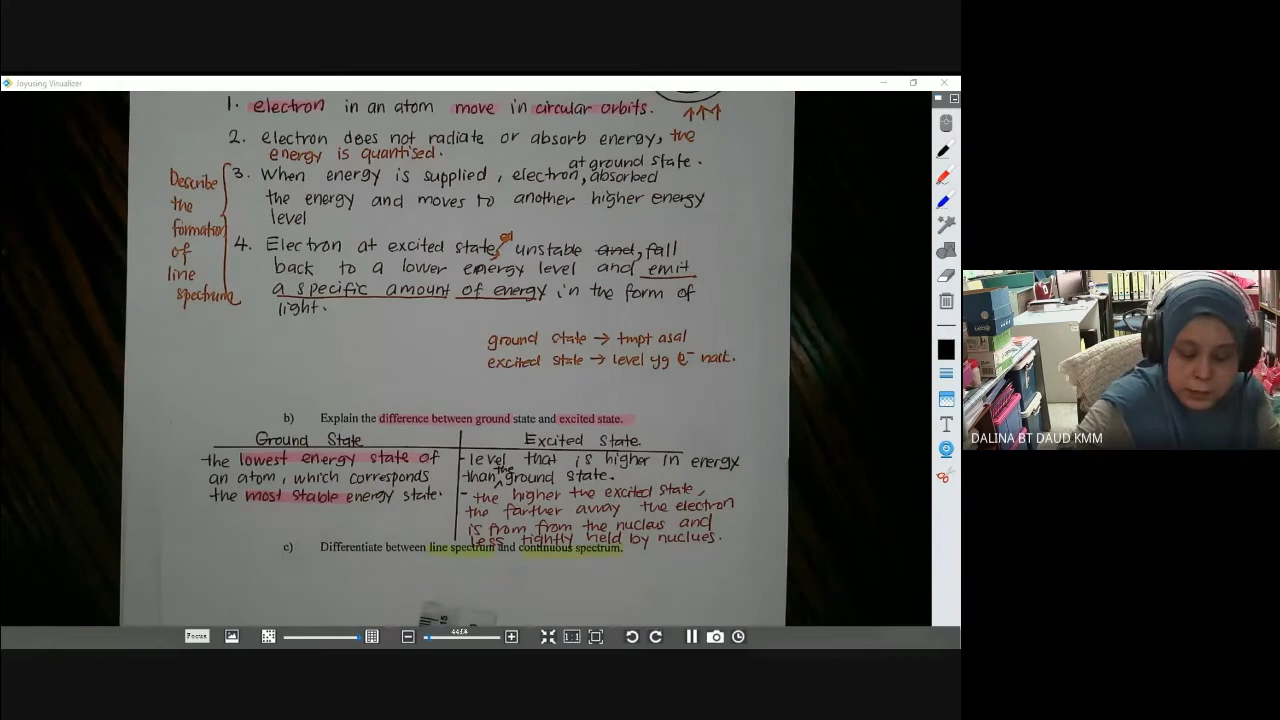 Joyusing Visualizer
1. electron in an atom move in circular orbits.
2. electron does not radiate or absorb energy, the
energy is quantised.
at ground state.
3. When energy is supplied, electron, absorbed
the energy and moves to another higher energy
level
4. Electron at excited state unstable and, fall
back to a lower energy level and emit
a specific amount of energy in the form of
light.
Describe
the
formation
of
line
spectrum
ground state → tmpt asal
excited state → level yg e⁻ naik.
b) Explain the difference between ground state and excited state.
Ground State
the lowest energy state of
an atom, which corresponds
the most stable energy state.
Excited State.
- level that is higher in energy
than the ground state.
- the higher the excited state,
the farther away the electron
is from from the nucleus and
less tightly held by nuclues.
c) Differentiate between line spectrum and continuous spectrum.
15
Focus
1:1
T
DALINA BT DAUD KMM